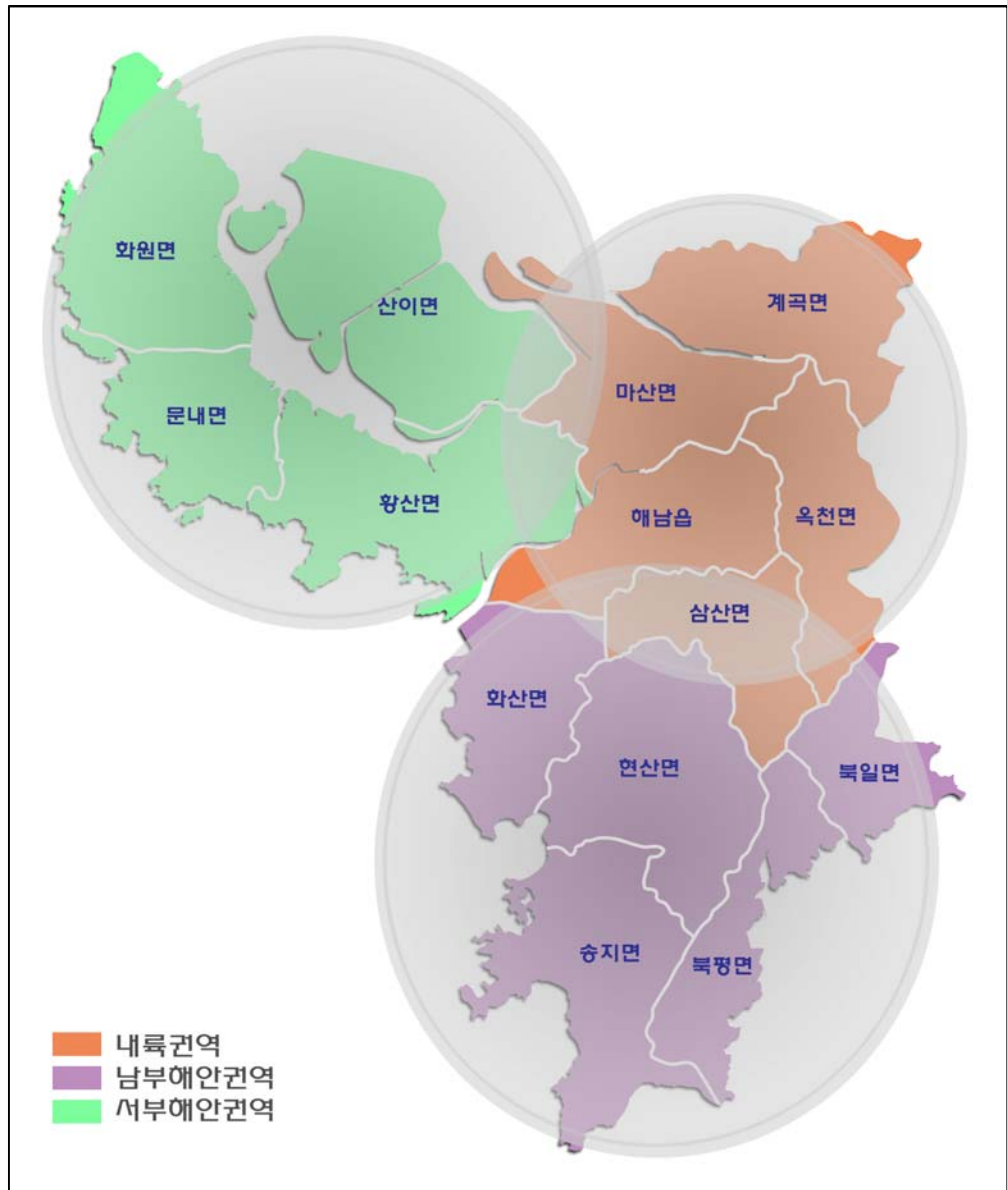 화원면
산이면
계곡면
마산면
문내면
황산면
해남읍
옥천면
삼산면
화산면
현산면
북일면
송지면
북평면
내륙권역
남부해안권역
서부해안권역